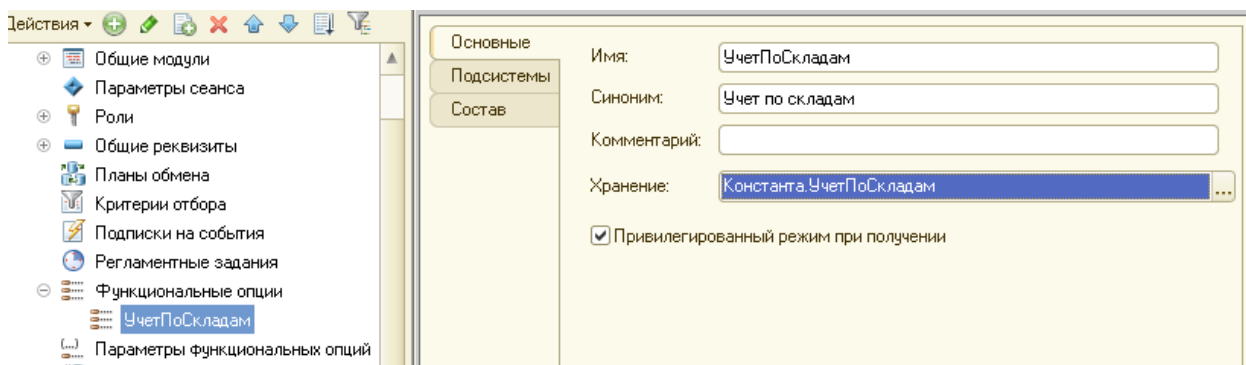 Действия
Общие модули
Параметры сеанса
Роли
Общие реквизиты
Планы обмена
Критерии отбора
Подписки на события
Регламентные задания
Функциональные опции
УчетПоСкладам
(...) Параметры функциональных опций
Основные
Подсистемы
Состав
Имя: УчетПоСкладам
Синоним: Учет по складам
Комментарий:
Хранение: Константа.УчетПоСкладам ...
Привилегированный режим при получении